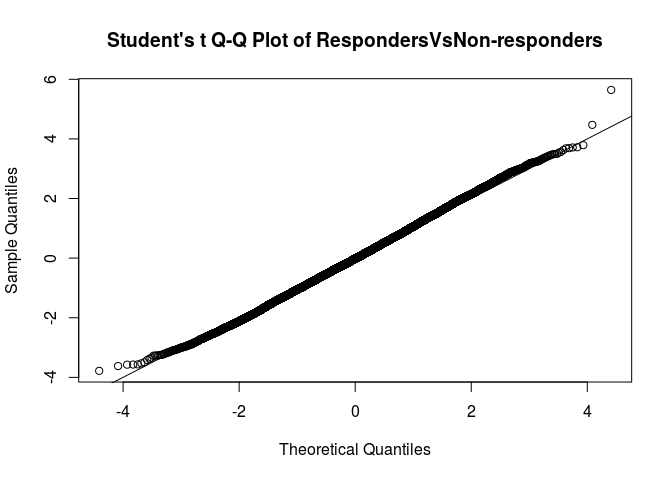 Student's t Q-Q Plot of RespondersVsNon-responders
6
4
2
0
-2
-4
Sample Quantiles
-4 -2 0 2 4
Theoretical Quantiles